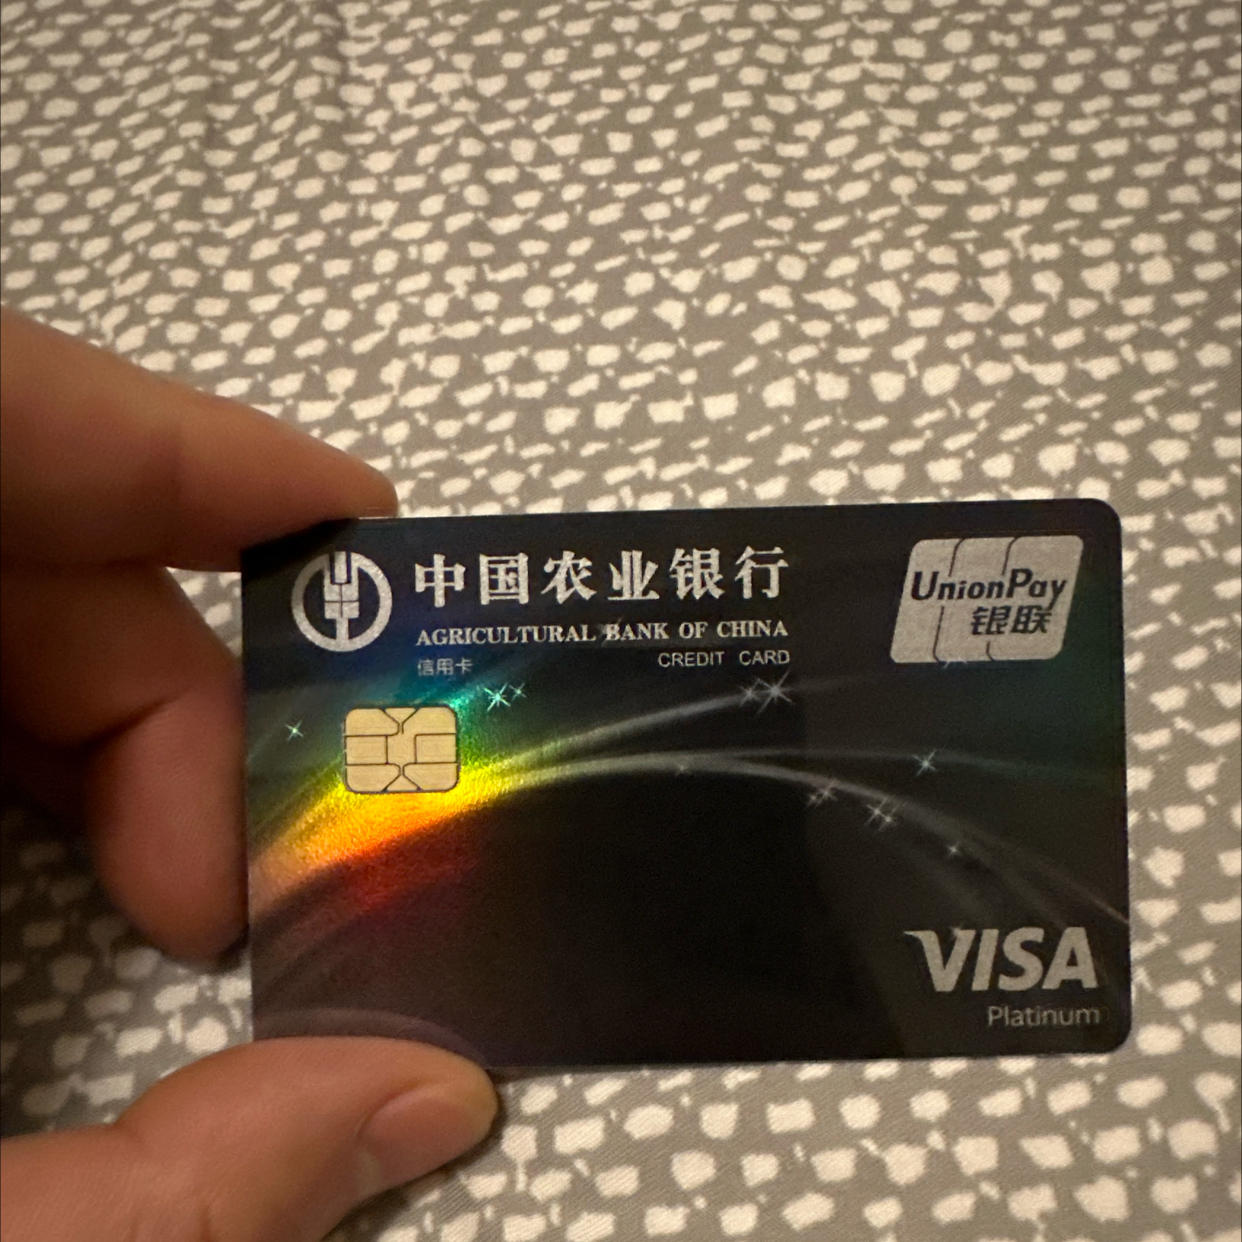 中国农业银行
AGRICULTURAL BANK OF CHINA
信用卡 CREDIT CARD
UnionPay
银联
VISA
Platinum